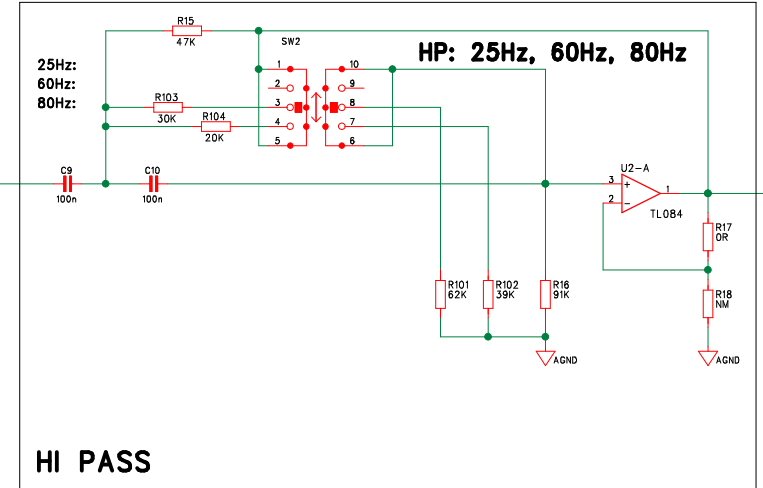 R15
47K
SW2
HP: 25Hz, 60Hz, 80Hz
25Hz:
60Hz:
80Hz:
1
2
3
4
5
10
9
8
7
6
R103
30K
R104
20K
C9
100n
C10
100n
U2-A
3
+
2
-
1
TL084
R17
0R
R101
62K
R102
39K
R16
91K
R18
NM
AGND
AGND
HI PASS